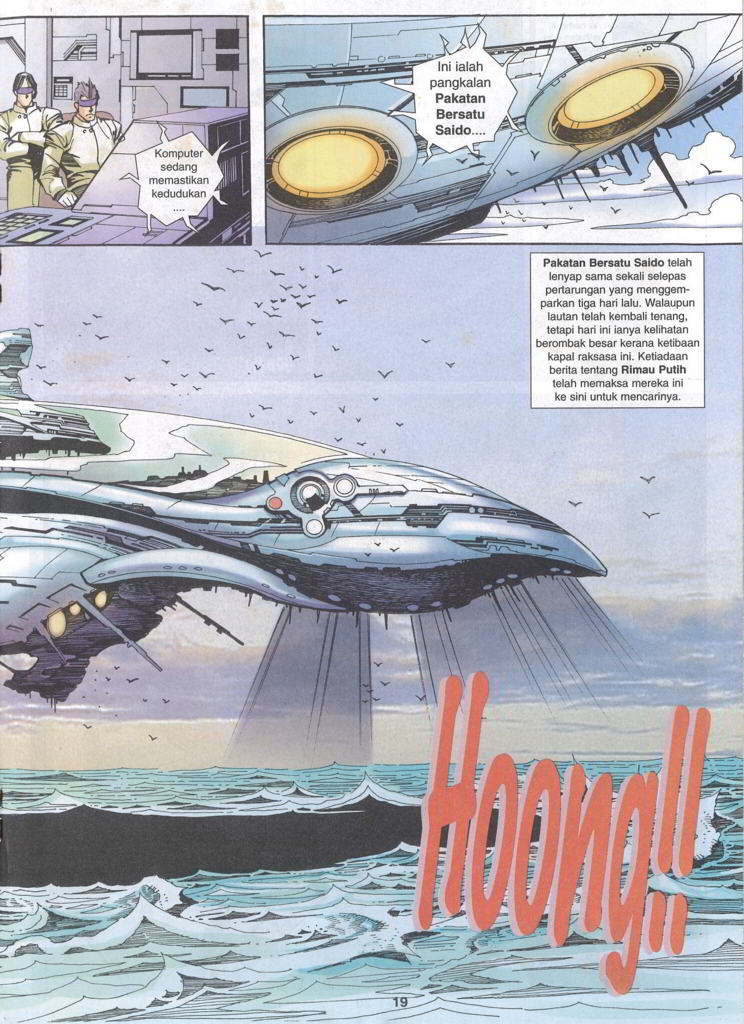 Komputer
sedang
memastikan
kedudukan
....
Ini ialah
pangkalan
Pakatan
Bersatu
Saido....
Pakatan Bersatu Saido telah
lenyap sama sekali selepas
pertarungan yang menggem-
parkan tiga hari lalu. Walaupun
lautan telah kembali tenang,
tetapi hari ini ianya kelihatan
berombak besar kerana ketibaan
kapal raksasa ini. Ketiadaan
berita tentang Rimau Putih
telah memaksa mereka ini
ke sini untuk mencarinya.
Hoong!!
19